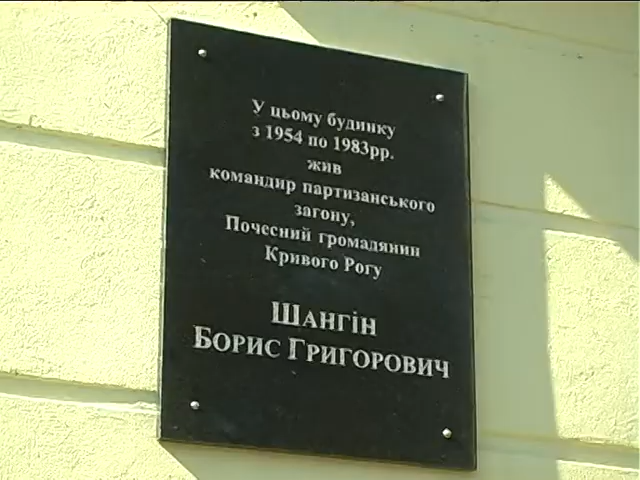 У цьому будинку
з 1954 по 1983рр.
жив
командир партизанського
загону,
Почесний громадянин
Кривого Рогу
Шангін
Борис Григорович